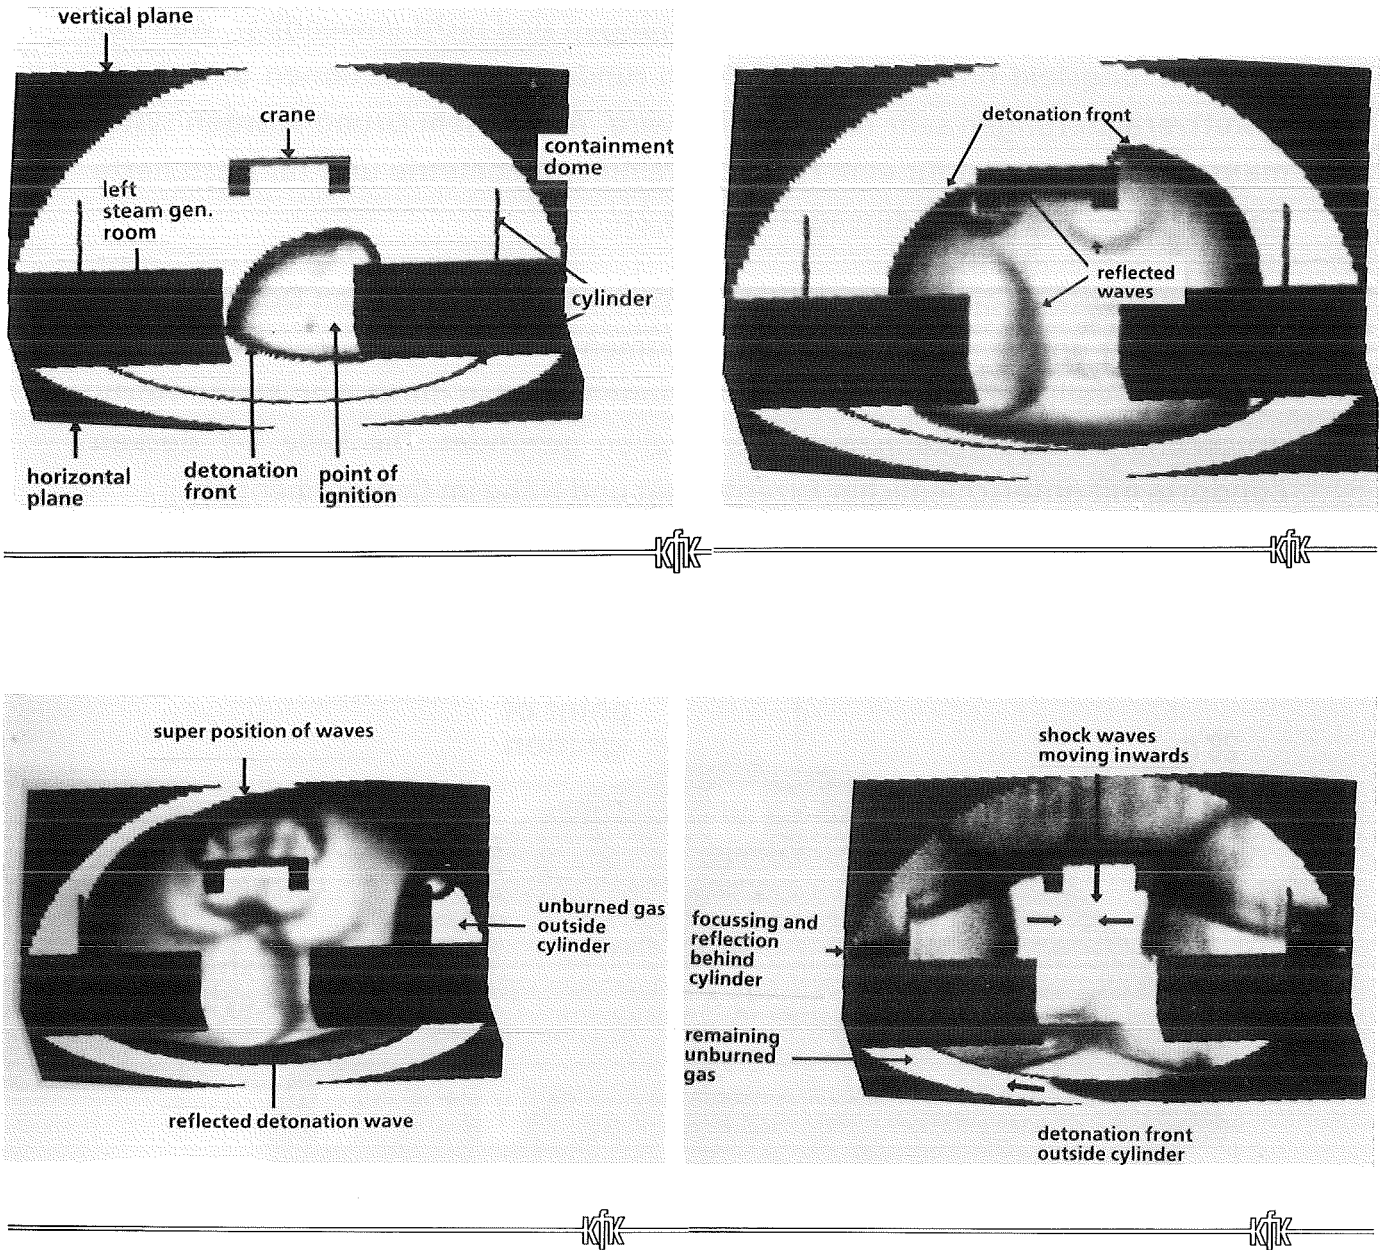 vertical plane
crane
containment
dome
left
steam gen.
room
cylinder
horizontal
plane
detonation
front
point of
ignition
KfK
detonation front
reflected
waves
KfK
super position of waves
unburned gas
outside
cylinder
reflected detonation wave
KfK
shock waves
moving inwards
focussing and
reflection
behind
cylinder
remaining
unburned
gas
detonation front
outside cylinder
KfK